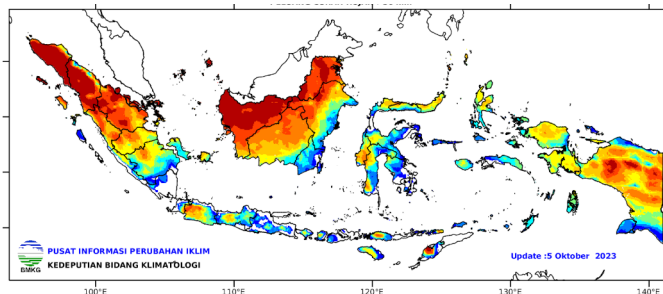 PUSAT INFORMASI PERUBAHAN IKLIM
KEDEPUTIAN BIDANG KLIMATOLOGI
BMKG
Update :5 Oktober 2023
100°E
110°E
120°E
130°E
140°E